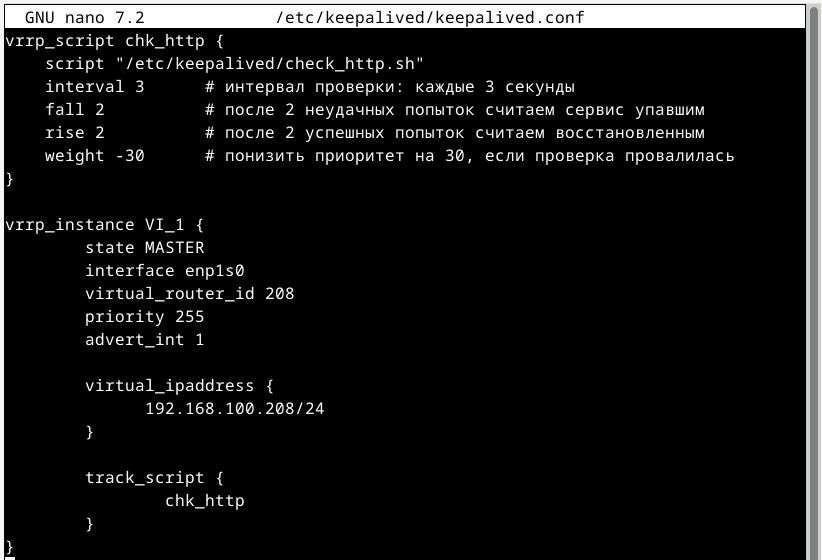 GNU nano 7.2 /etc/keepalived/keepalived.conf
vrrp_script chk_http {
    script "/etc/keepalived/check_http.sh"
    interval 3      # интервал проверки: каждые 3 секунды
    fall 2          # после 2 неудачных попыток считаем сервис упавшим
    rise 2          # после 2 успешных попыток считаем восстановленным
    weight -30      # понизить приоритет на 30, если проверка провалилась
}

vrrp_instance VI_1 {
        state MASTER
        interface enp1s0
        virtual_router_id 208
        priority 255
        advert_int 1

        virtual_ipaddress {
              192.168.100.208/24
        }

        track_script {
                chk_http
        }
}